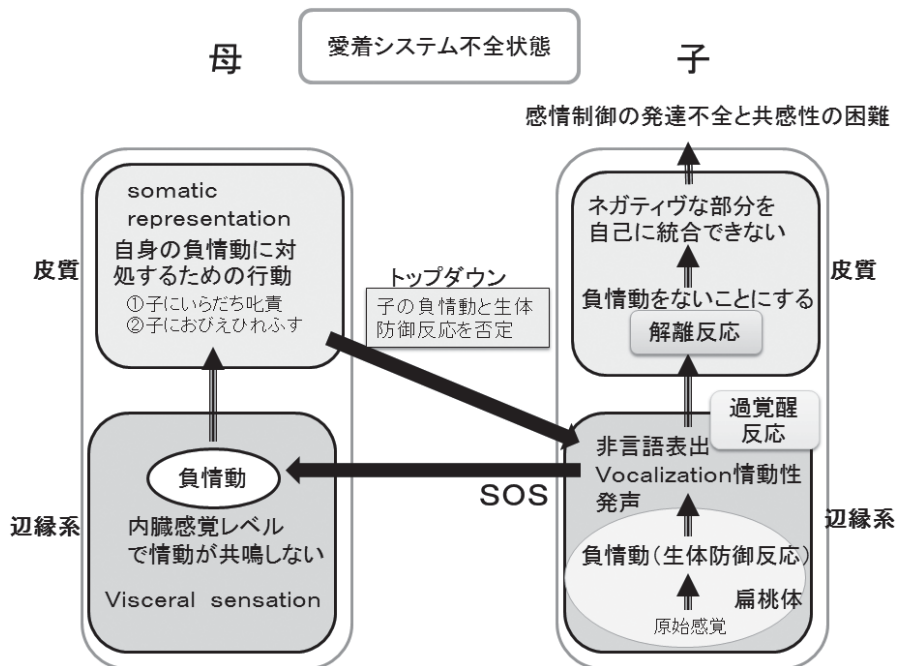 愛着システム不全状態
母
子
感情制御の発達不全と共感性の困難
somatic
representation
自身の負情動に対
処するための行動
①子にいらだち叱責
②子におびえひれふす
皮質
トップダウン
子の負情動と生体
防御反応を否定
ネガティヴな部分を
自己に統合できない
負情動をないことにする
解離反応
皮質
過覚醒
反応
負情動
内臓感覚レベル
で情動が共鳴しない
Visceral sensation
辺縁系
SOS
非言語表出
Vocalization情動性
発声
負情動(生体防御反応)
扁桃体
原始感覚
辺縁系